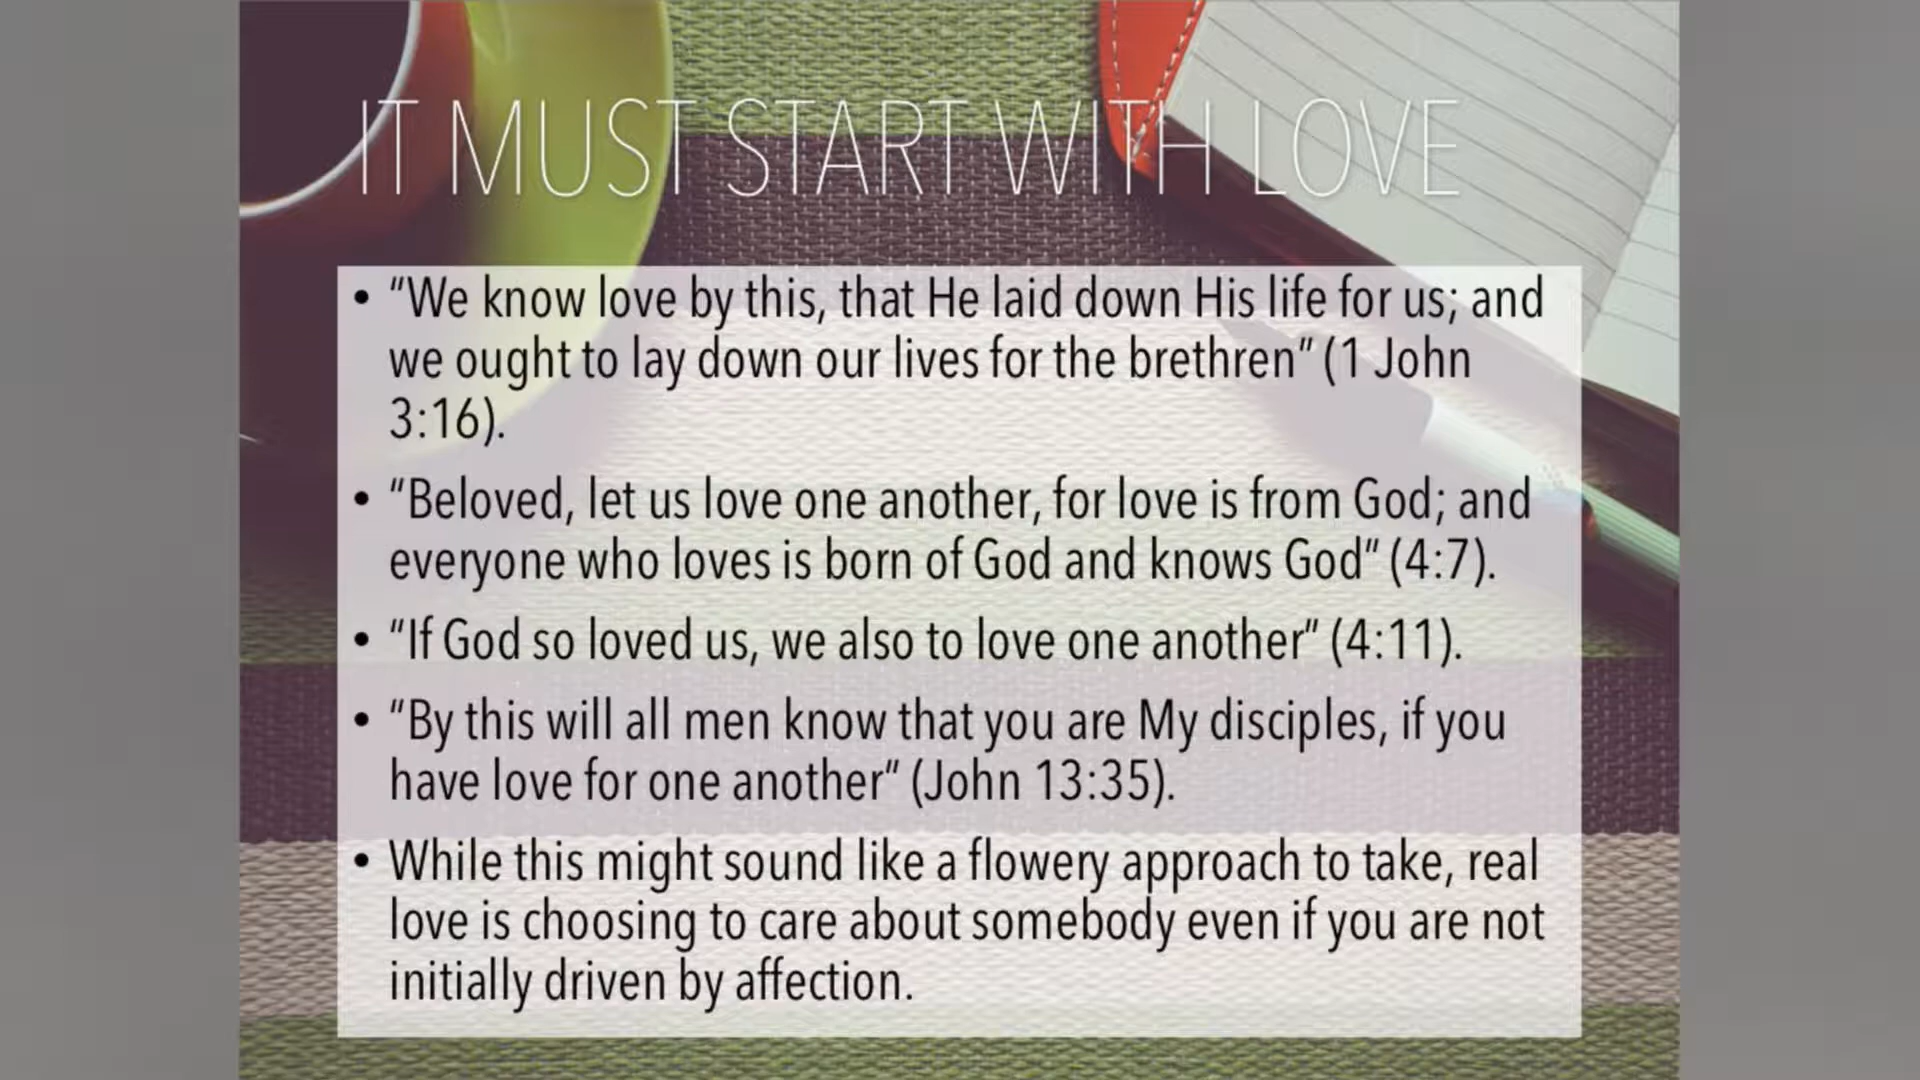 IT MUST START WITH LOVE
• “We know love by this, that He laid down His life for us; and
we ought to lay down our lives for the brethren” (1 John
3:16).
• “Beloved, let us love one another, for love is from God; and
everyone who loves is born of God and knows God” (4:7).
• “If God so loved us, we also to love one another” (4:11).
• “By this will all men know that you are My disciples, if you
have love for one another” (John 13:35).
• While this might sound like a flowery approach to take, real
love is choosing to care about somebody even if you are not
initially driven by affection.